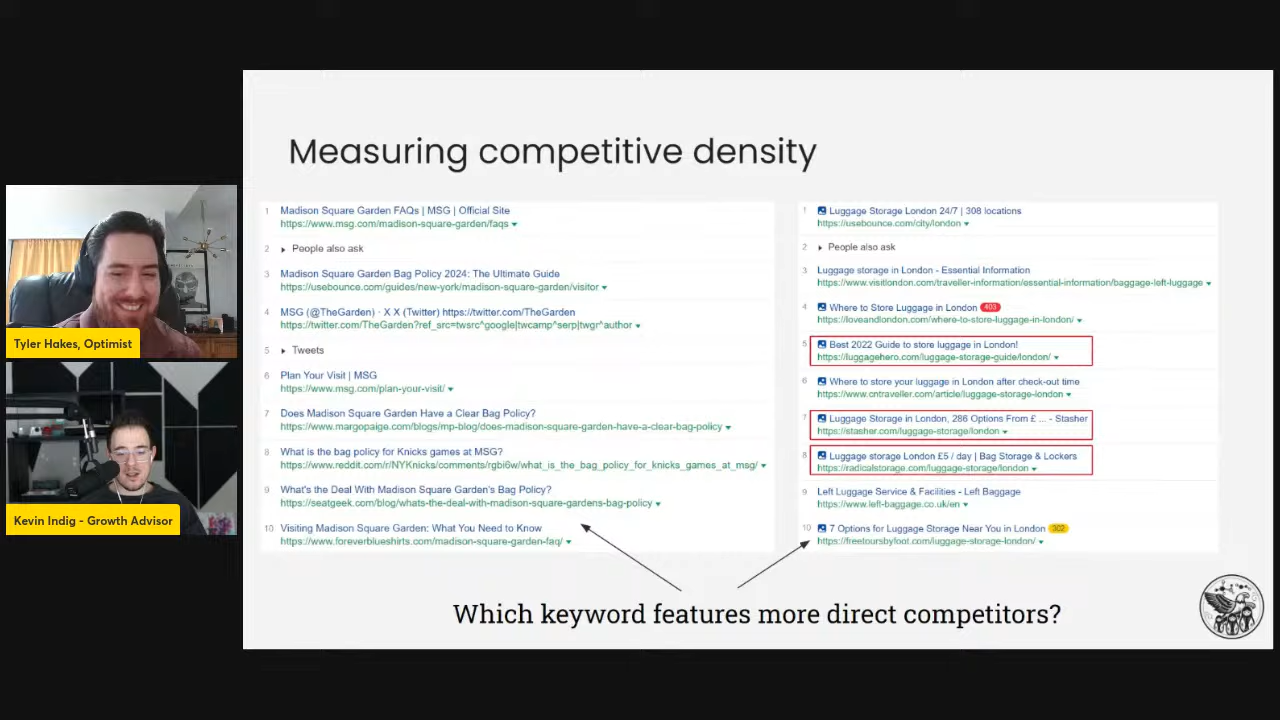 Measuring competitive density
1 Madison Square Garden FAQs | MSG | Official Site
https://www.msg.com/madison-square-garden/faqs
2 People also ask
3 Madison Square Garden Bag Policy 2024: The Ultimate Guide
https://usebounce.com/guides/new-york/madison-square-garden/visitor
4 MSG (@TheGarden) · X X (Twitter) https://twitter.com/TheGarden
https://twitter.com/TheGarden?ref_src=twsrc^google|twcamp^serp|twgr^author
5 Tweets
6 Plan Your Visit | MSG
https://www.msg.com/plan-your-visit/
7 Does Madison Square Garden Have a Clear Bag Policy?
https://www.margopaige.com/blogs/mp-blog/does-madison-square-garden-have-a-clear-bag-policy
8 What is the bag policy for Knicks games at MSG?
https://www.reddit.com/r/NYKnicks/comments/rgbi6w/what_is_the_bag_policy_for_knicks_games_at_msg/
9 What's the Deal With Madison Square Garden's Bag Policy?
https://seatgeek.com/blog/whats-the-deal-with-madison-square-gardens-bag-policy
10 Visiting Madison Square Garden: What You Need to Know
https://www.foreverblueshirts.com/madison-square-garden-faq/
1 Luggage Storage London 24/7 | 308 locations
https://usebounce.com/city/london
2 People also ask
3 Luggage storage in London - Essential Information
https://www.visitlondon.com/traveller-information/essential-information/baggage-left-luggage
4 Where to Store Luggage in London 403
https://loveandlondon.com/where-to-store-luggage-in-london/
5 Best 2022 Guide to store luggage in London!
https://luggagehero.com/luggage-storage-guide/london/
6 Where to store your luggage in London after check-out time
https://www.cntraveller.com/article/luggage-storage-london
7 Luggage Storage in London, 286 Options From £ ... - Stasher
https://stasher.com/luggage-storage/london
8 Luggage storage London £5 / day | Bag Storage & Lockers
https://radicalstorage.com/luggage-storage/london
9 Left Luggage Service & Facilities - Left Baggage
https://www.left-baggage.co.uk/en
10 7 Options for Luggage Storage Near You in London 302
https://freetoursbyfoot.com/luggage-storage-london/
Which keyword features more direct competitors?
Tyler Hakes, Optimist
Kevin Indig - Growth Advisor